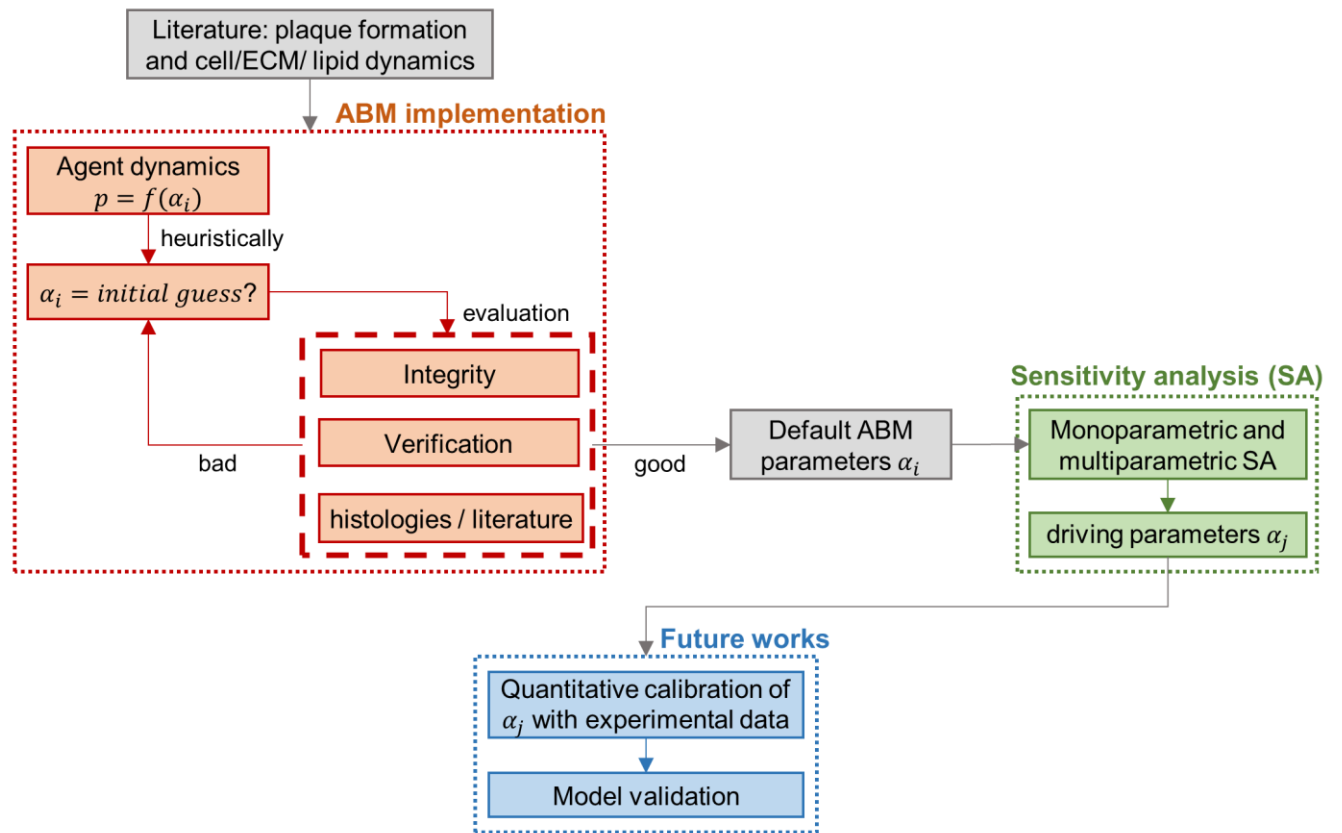 Literature: plaque formation
and cell/ECM/ lipid dynamics
ABM implementation
Agent dynamics
p = f(α_i)
heuristically
α_i = initial guess?
evaluation
Integrity
Verification
histologies / literature
bad
good
Default ABM
parameters α_i
Sensitivity analysis (SA)
Monoparametric and
multiparametric SA
driving parameters α_j
Future works
Quantitative calibration of
α_j with experimental data
Model validation